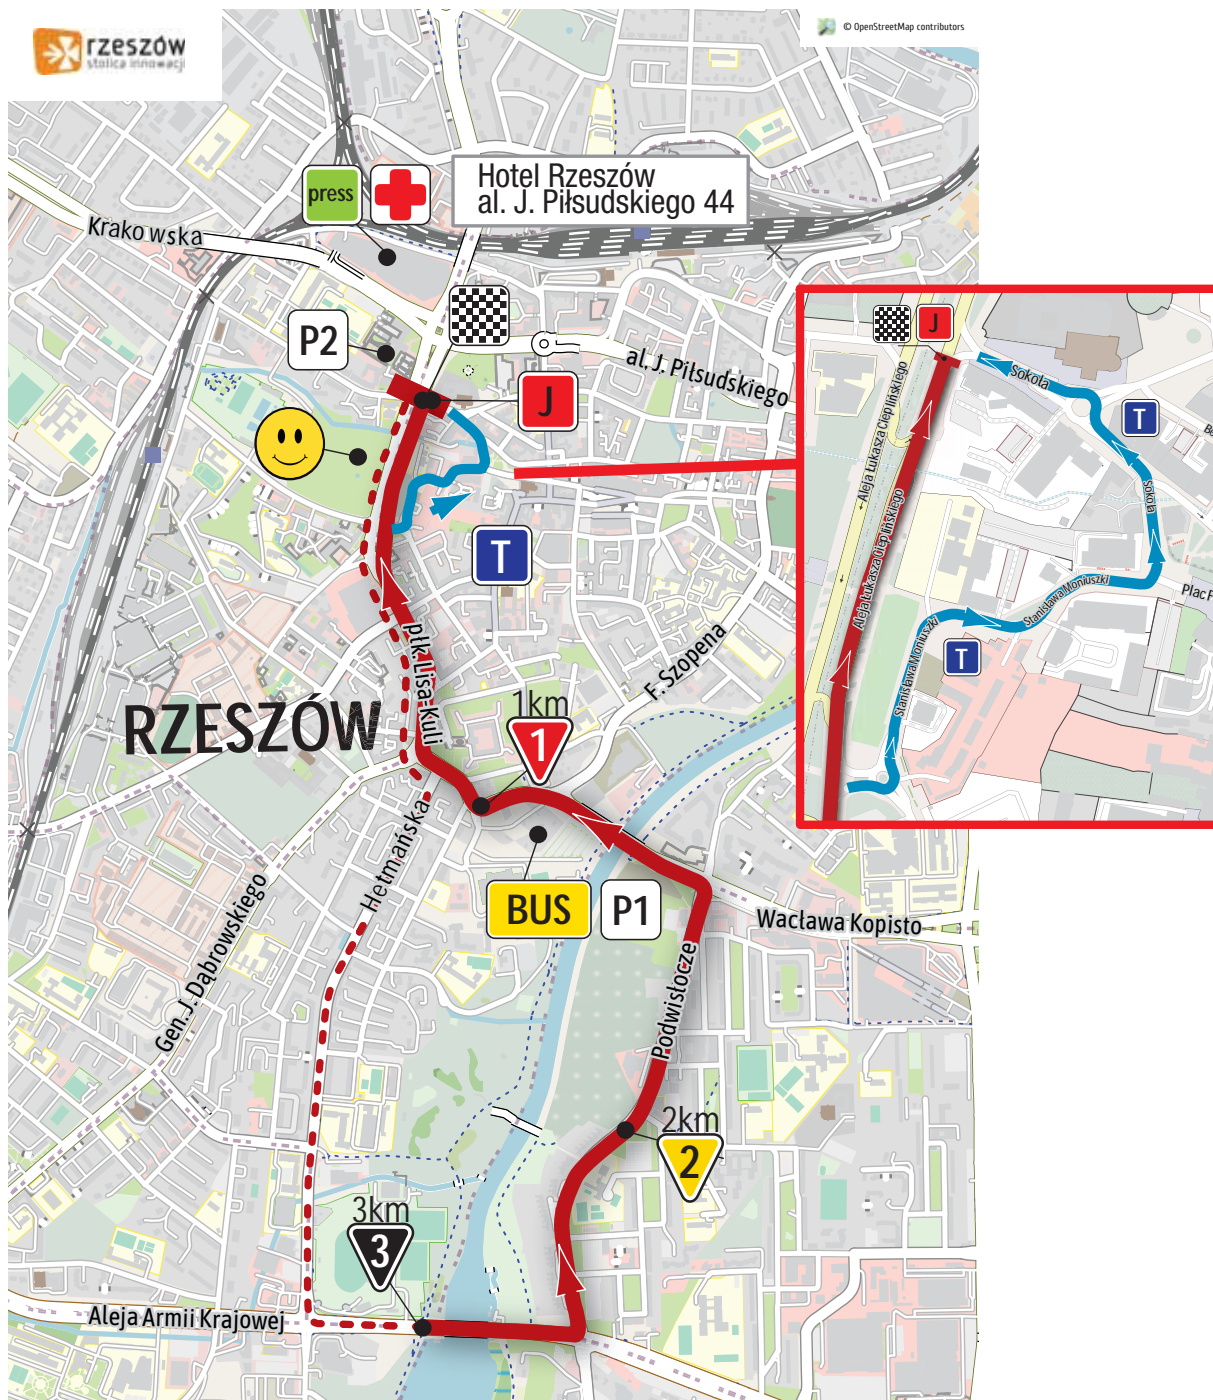 rzeszów
stolica innowacji
© OpenStreetMap contributors
Hotel Rzeszów
al. J. Piłsudskiego 44
press
Krakowska
P2
al. J. Piłsudskiego
J
T
J
Sokoła
T
Aleja Łukasza Cieplińskiego
Aleja Łukasza Cieplińskiego
Sokoła
Stanisława Moniuszki
Stanisława Moniuszki
Plac F
T
płk. Lisa-Kuli
F. Szopena
RZESZÓW
1km
1
Hetmańska
BUS
P1
Wacława Kopisto
Gen. J. Dąbrowskiego
Podwisłocze
2km
2
3km
3
Aleja Armii Krajowej